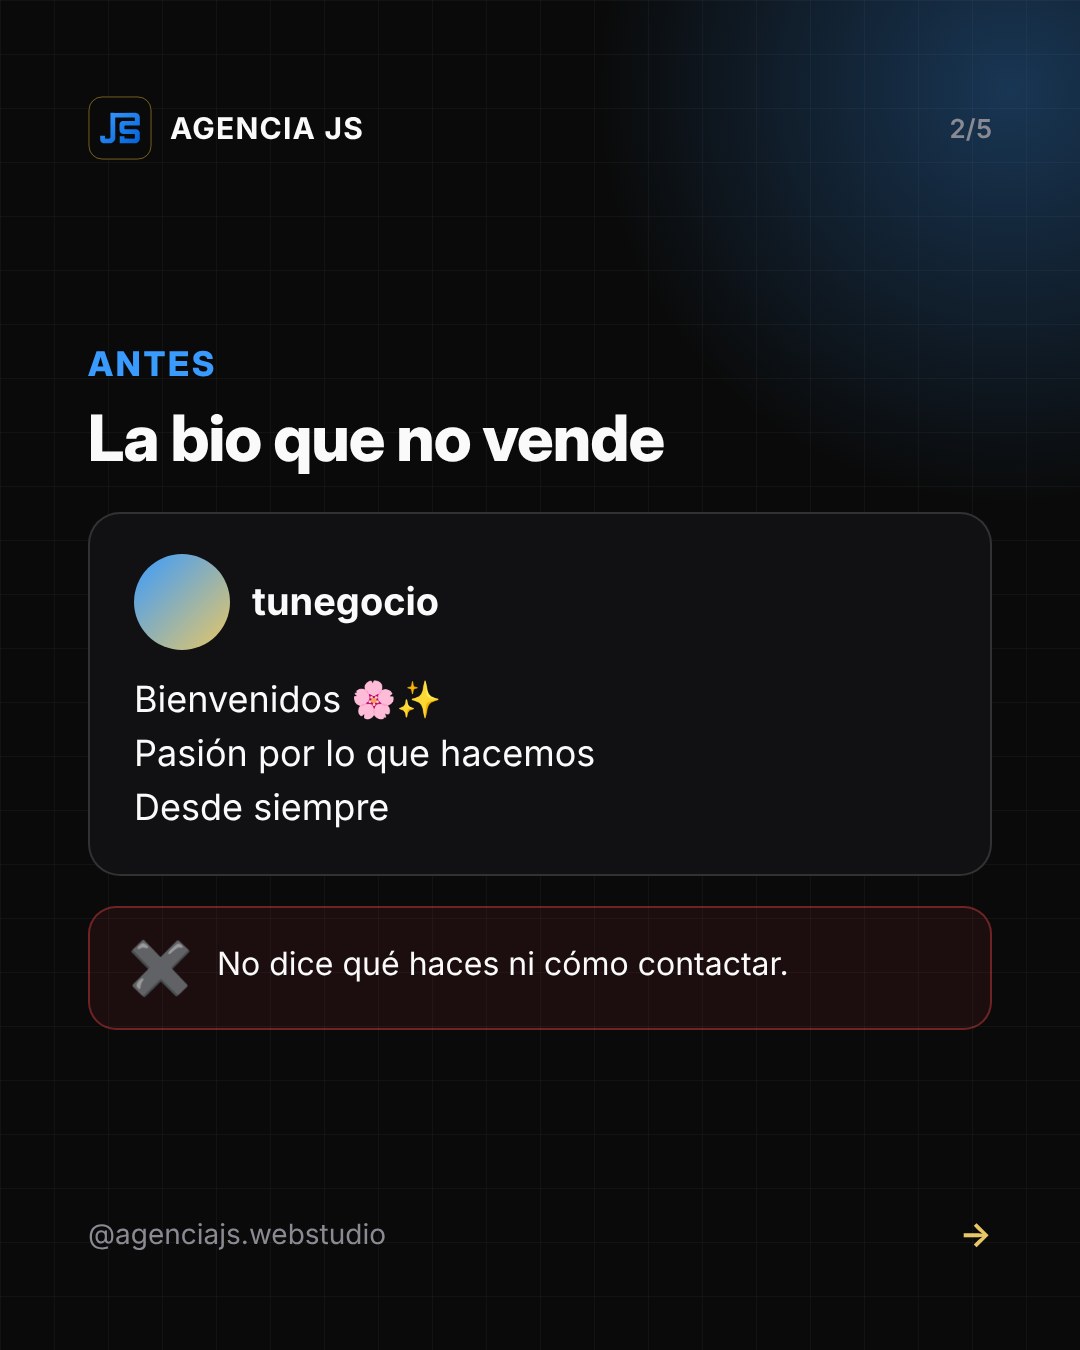 JS AGENCIA JS
2/5
ANTES
La bio que no vende
tunegocio
Bienvenidos 🌸✨
Pasión por lo que hacemos
Desde siempre
✖️ No dice qué haces ni cómo contactar.
@agenciajs.webstudio →